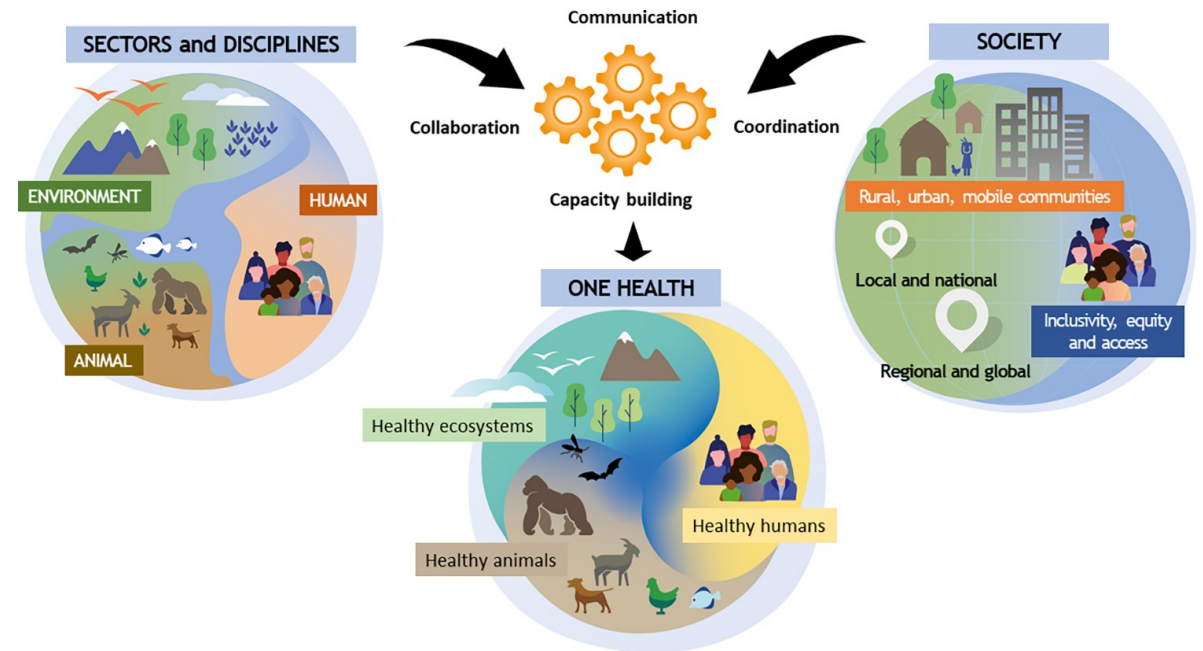 SECTORS and DISCIPLINES
ENVIRONMENT
HUMAN
ANIMAL
Communication
Collaboration
Coordination
Capacity building
SOCIETY
Rural, urban, mobile communities
Local and national
Inclusivity, equity
and access
Regional and global
ONE HEALTH
Healthy ecosystems
Healthy humans
Healthy animals